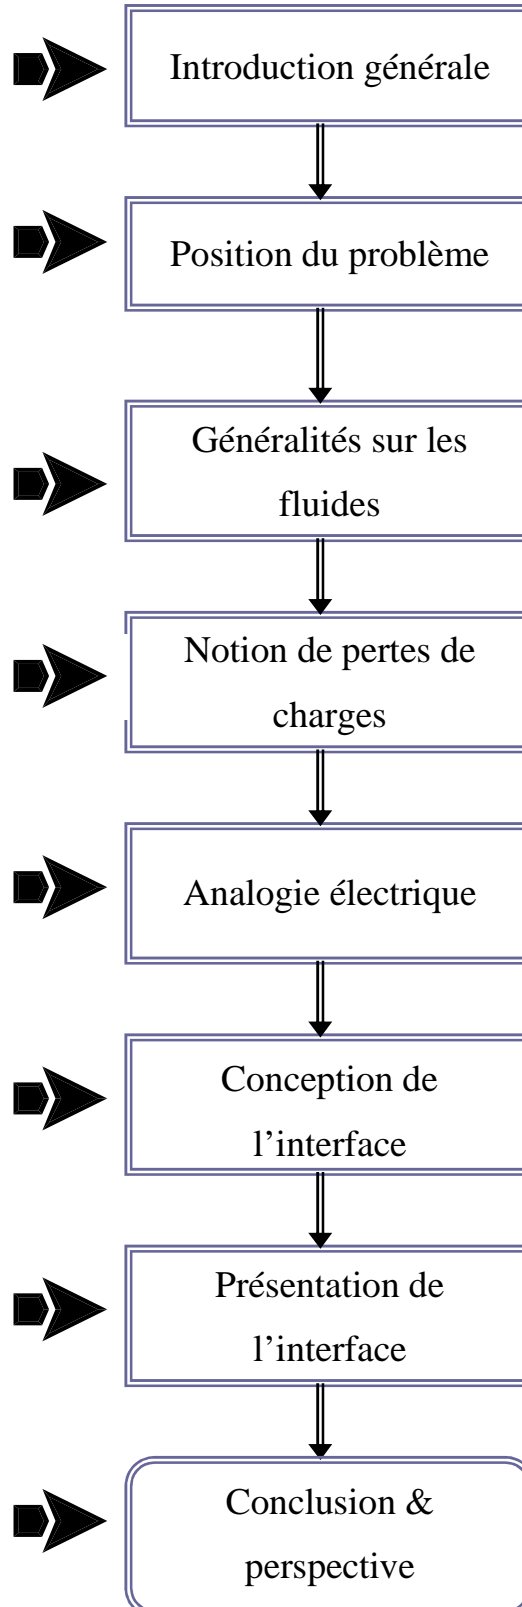 Introduction générale
Position du problème
Généralités sur les
fluides
Notion de pertes de
charges
Analogie électrique
Conception de
l’interface
Présentation de
l’interface
Conclusion &
perspective